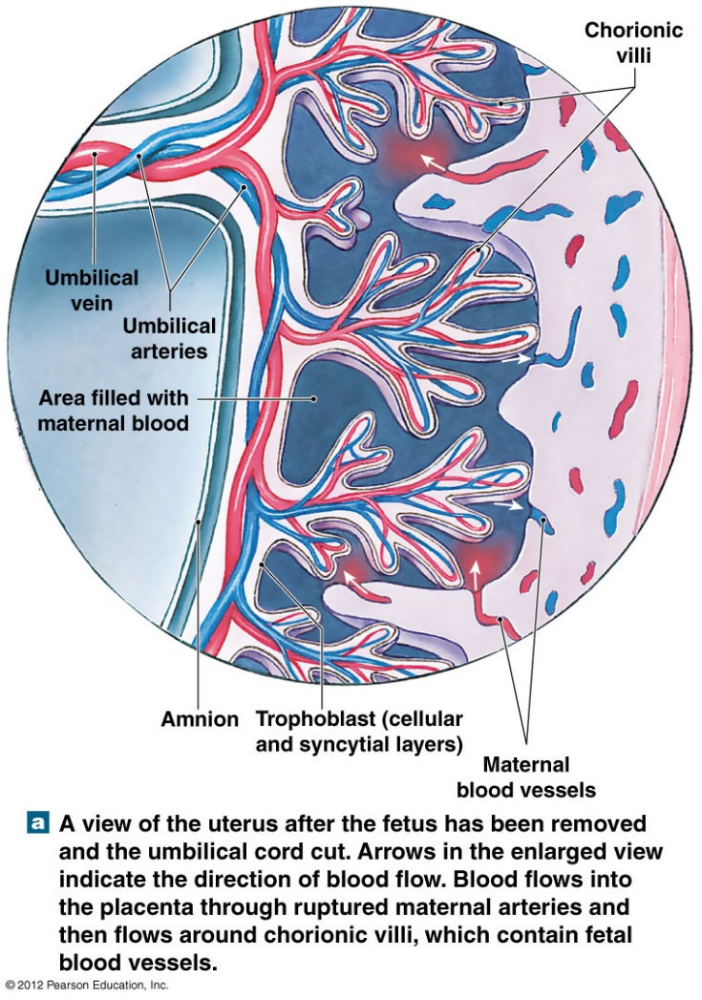 Chorionic
villi
Umbilical
vein
Umbilical
arteries
Area filled with
maternal blood
Amnion
Trophoblast (cellular
and syncytial layers)
Maternal
blood vessels
a A view of the uterus after the fetus has been removed
and the umbilical cord cut. Arrows in the enlarged view
indicate the direction of blood flow. Blood flows into
the placenta through ruptured maternal arteries and
then flows around chorionic villi, which contain fetal
blood vessels.
© 2012 Pearson Education, Inc.